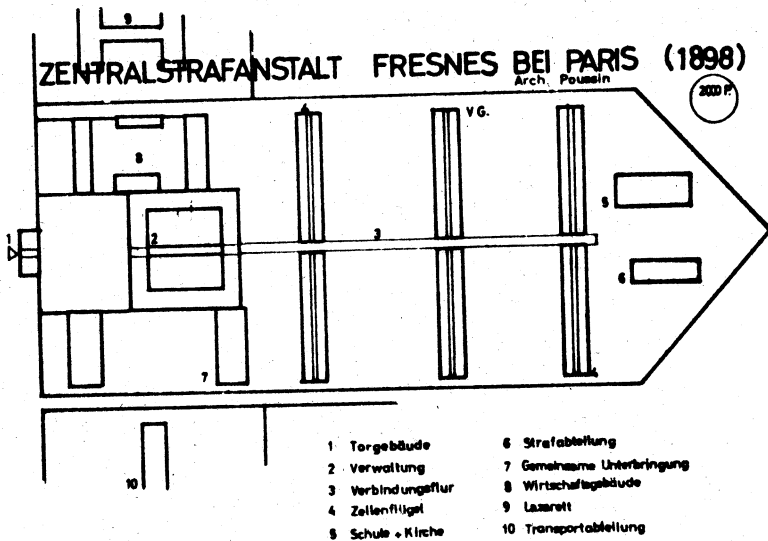 9
ZENTRALSTRAFANSTALT FRESNES BEI PARIS (1898)
Arch. Poussin
2000 P.
4
V G.
8
5
1
2
3
6
7
4
10
1 Torgebäude
2 Verwaltung
3 Verbindungsflur
4 Zellenflügel
5 Schule + Kirche
6 Strafabteilung
7 Gemeinsame Unterbringung
8 Wirtschaftsgebäude
9 Lazarett
10 Transportabteilung